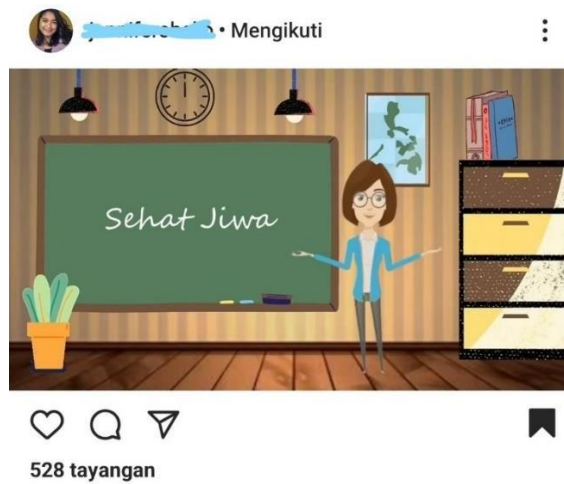 • Mengikuti
Sehat Jiwa
528 tayangan